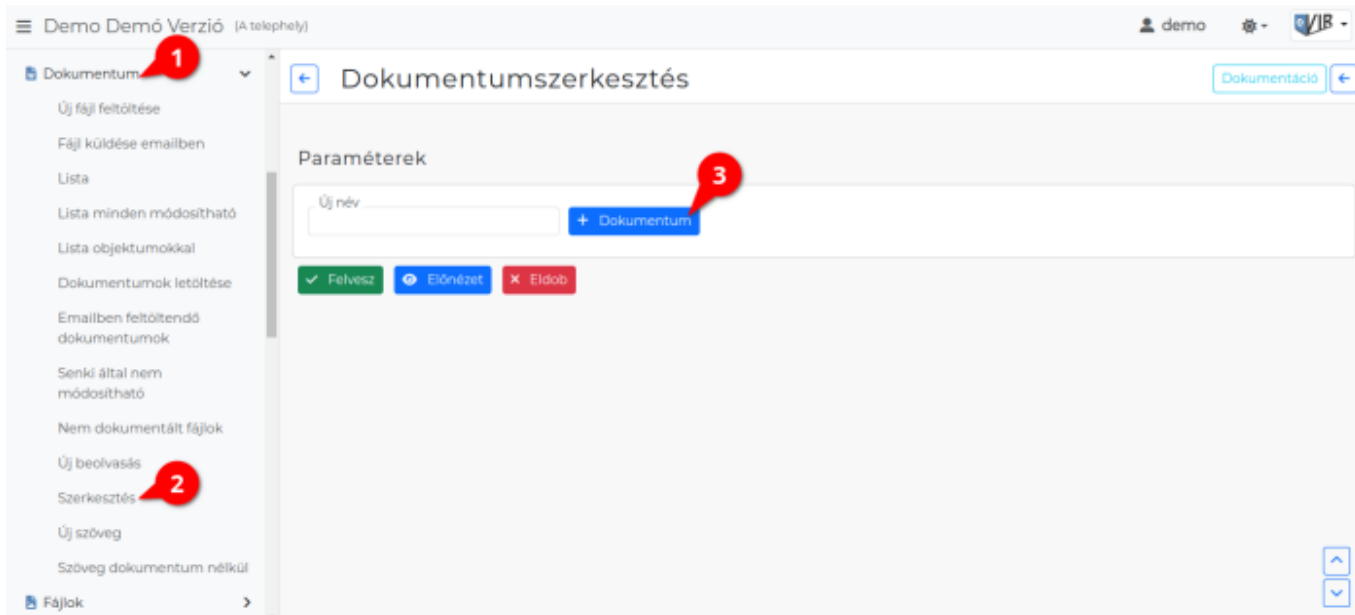 Demo Demó Verzió (A telephely)
demo
VIB
1
Dokumentum
Dokumentumszerkesztés
Dokumentáció
Új fájl feltöltése
Fájl küldése emailben
Lista
Lista minden módosítható
Lista objektumokkal
Dokumentumok letöltése
Emailben feltöltendő
dokumentumok
Senki által nem
módosítható
Nem dokumentált fájlok
Új beolvasás
2
Szerkesztés
Új szöveg
Szöveg dokumentum nélkül
Fájlok
Paraméterek
3
Új név
+ Dokumentum
Felvesz
Előnézet
Eldob